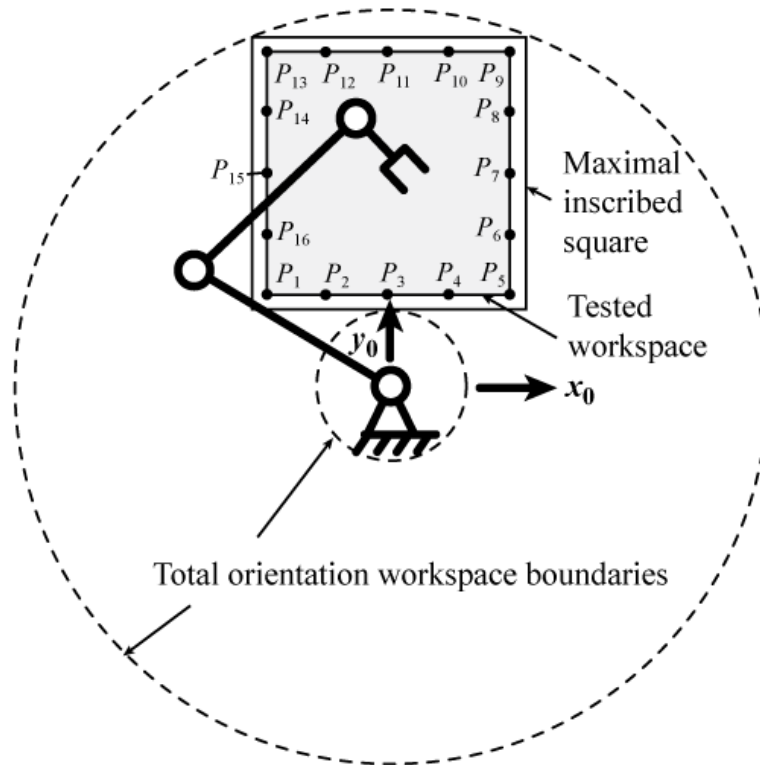 P₁₃ P₁₂ P₁₁ P₁₀ P₉
P₁₄ P₈
P₁₅ P₇
Maximal
inscribed
square
P₁₆ P₆
P₁ P₂ P₃ P₄ P₅
Tested
workspace
y₀
x₀
Total orientation workspace boundaries